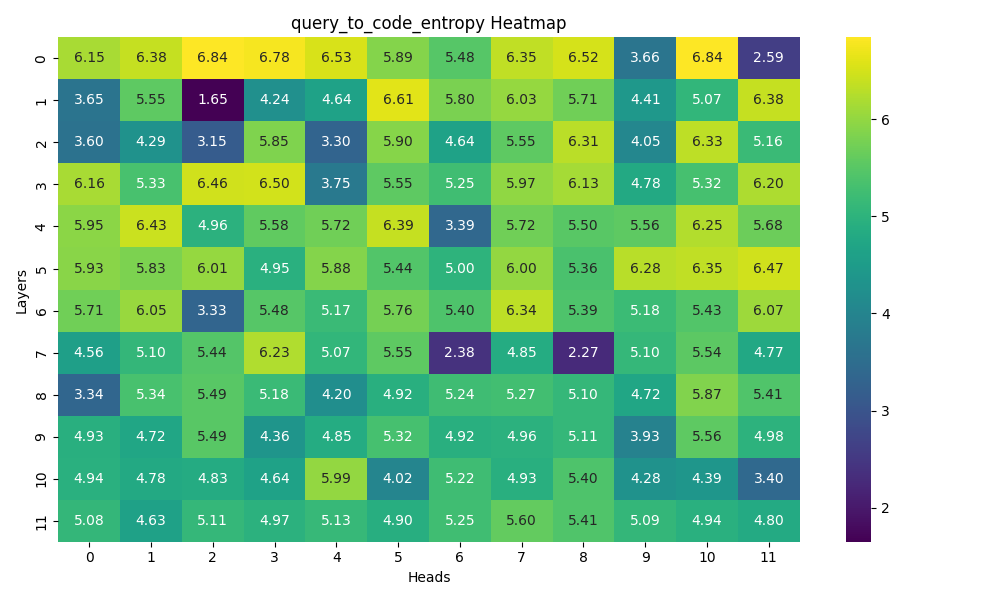 query_to_code_entropy Heatmap
0 6.15 6.38 6.84 6.78 6.53 5.89 5.48 6.35 6.52 3.66 6.84 2.59
1 3.65 5.55 1.65 4.24 4.64 6.61 5.80 6.03 5.71 4.41 5.07 6.38
2 3.60 4.29 3.15 5.85 3.30 5.90 4.64 5.55 6.31 4.05 6.33 5.16
3 6.16 5.33 6.46 6.50 3.75 5.55 5.25 5.97 6.13 4.78 5.32 6.20
4 5.95 6.43 4.96 5.58 5.72 6.39 3.39 5.72 5.50 5.56 6.25 5.68
5 5.93 5.83 6.01 4.95 5.88 5.44 5.00 6.00 5.36 6.28 6.35 6.47
6 5.71 6.05 3.33 5.48 5.17 5.76 5.40 6.34 5.39 5.18 5.43 6.07
7 4.56 5.10 5.44 6.23 5.07 5.55 2.38 4.85 2.27 5.10 5.54 4.77
8 3.34 5.34 5.49 5.18 4.20 4.92 5.24 5.27 5.10 4.72 5.87 5.41
9 4.93 4.72 5.49 4.36 4.85 5.32 4.92 4.96 5.11 3.93 5.56 4.98
10 4.94 4.78 4.83 4.64 5.99 4.02 5.22 4.93 5.40 4.28 4.39 3.40
11 5.08 4.63 5.11 4.97 5.13 4.90 5.25 5.60 5.41 5.09 4.94 4.80
0 1 2 3 4 5 6 7 8 9 10 11
Heads
Layers
6
5
4
3
2